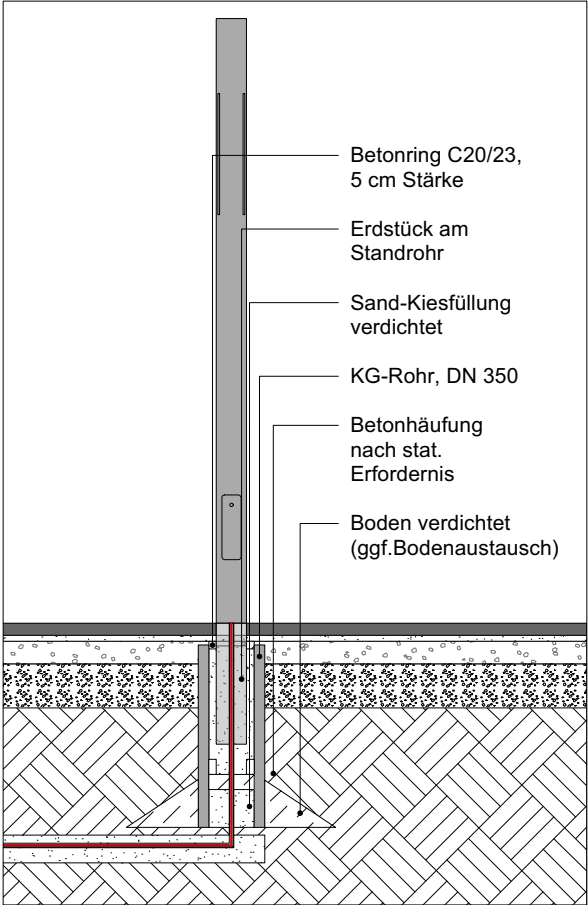 Betonring C20/23,
5 cm Stärke
Erdstück am
Standrohr
Sand-Kiesfüllung
verdichtet
KG-Rohr, DN 350
Betonhäufung
nach stat.
Erfordernis
Boden verdichtet
(ggf.Bodenaustausch)